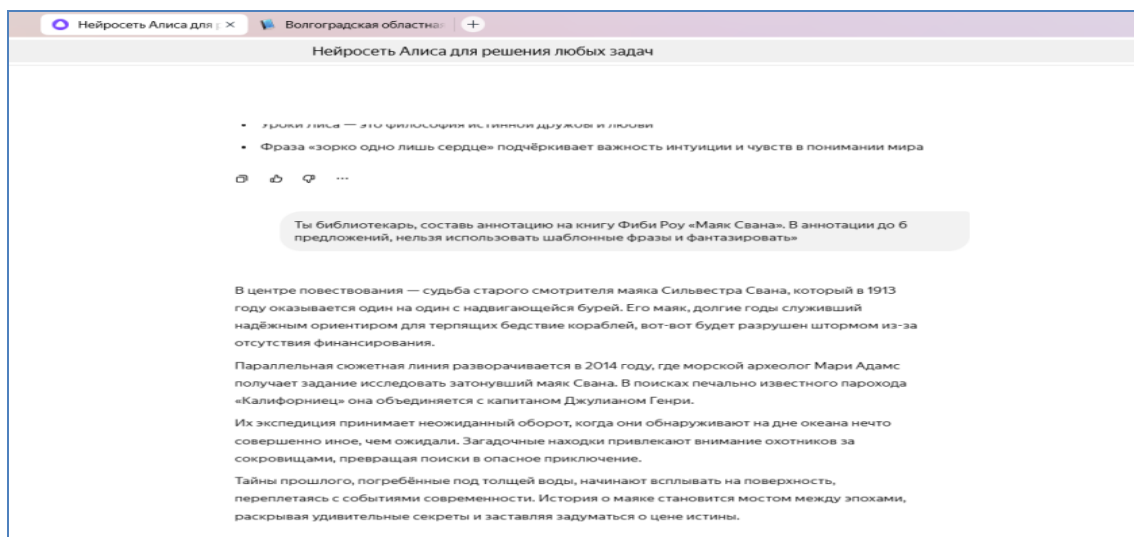 Нейросеть Алиса для р
Волгоградская областная
Нейросеть Алиса для решения любых задач
Уроки Лиса — это философия истинной дружбы и любви
Фраза «зорко одно лишь сердце» подчёркивает важность интуиции и чувств в понимании мира
Ты библиотекарь, составь аннотацию на книгу Фиби Роу «Маяк Свана». В аннотации до 6
предложений, нельзя использовать шаблонные фразы и фантазировать»
В центре повествования — судьба старого смотрителя маяка Сильвестра Свана, который в 1913
году оказывается один на один с надвигающейся бурей. Его маяк, долгие годы служивший
надёжным ориентиром для терпящих бедствие кораблей, вот-вот будет разрушен штормом из-за
отсутствия финансирования.
Параллельная сюжетная линия разворачивается в 2014 году, где морской археолог Мари Адамс
получает задание исследовать затонувший маяк Свана. В поисках печально известного парохода
«Калифорниец» она объединяется с капитаном Джулианом Генри.
Их экспедиция принимает неожиданный оборот, когда они обнаруживают на дне океана нечто
совершенно иное, чем ожидали. Загадочные находки привлекают внимание охотников за
сокровищами, превращая поиски в опасное приключение.
Тайны прошлого, погребённые под толщей воды, начинают всплывать на поверхность,
переплетаясь с событиями современности. История о маяке становится мостом между эпохами,
раскрывая удивительные секреты и заставляя задуматься о цене истины.